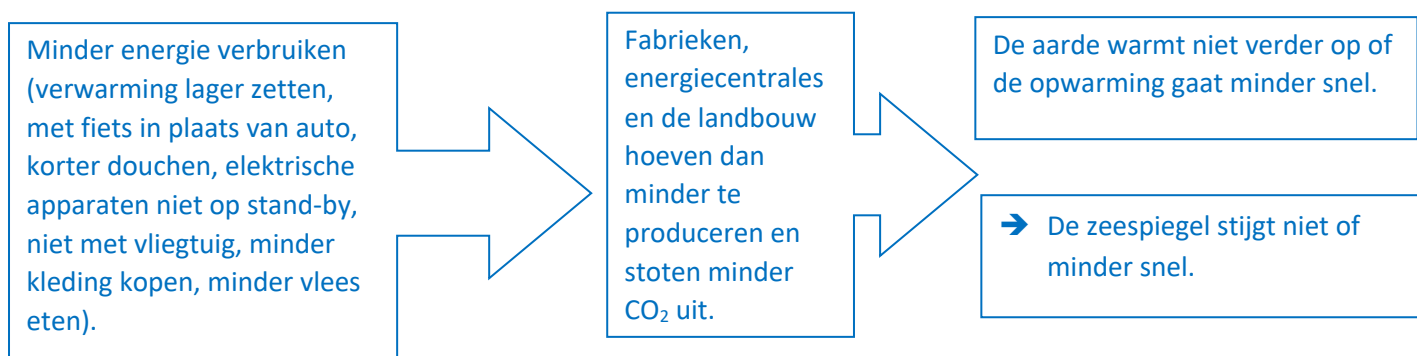 Minder energie verbruiken
(verwarming lager zetten,
met fiets in plaats van auto,
korter douchen, elektrische
apparaten niet op stand-by,
niet met vliegtuig, minder
kleding kopen, minder vlees
eten).
Fabrieken,
energiecentrales
en de landbouw
hoeven dan
minder te
produceren en
stoten minder
CO₂ uit.
De aarde warmt niet verder op of
de opwarming gaat minder snel.
➔ De zeespiegel stijgt niet of
minder snel.